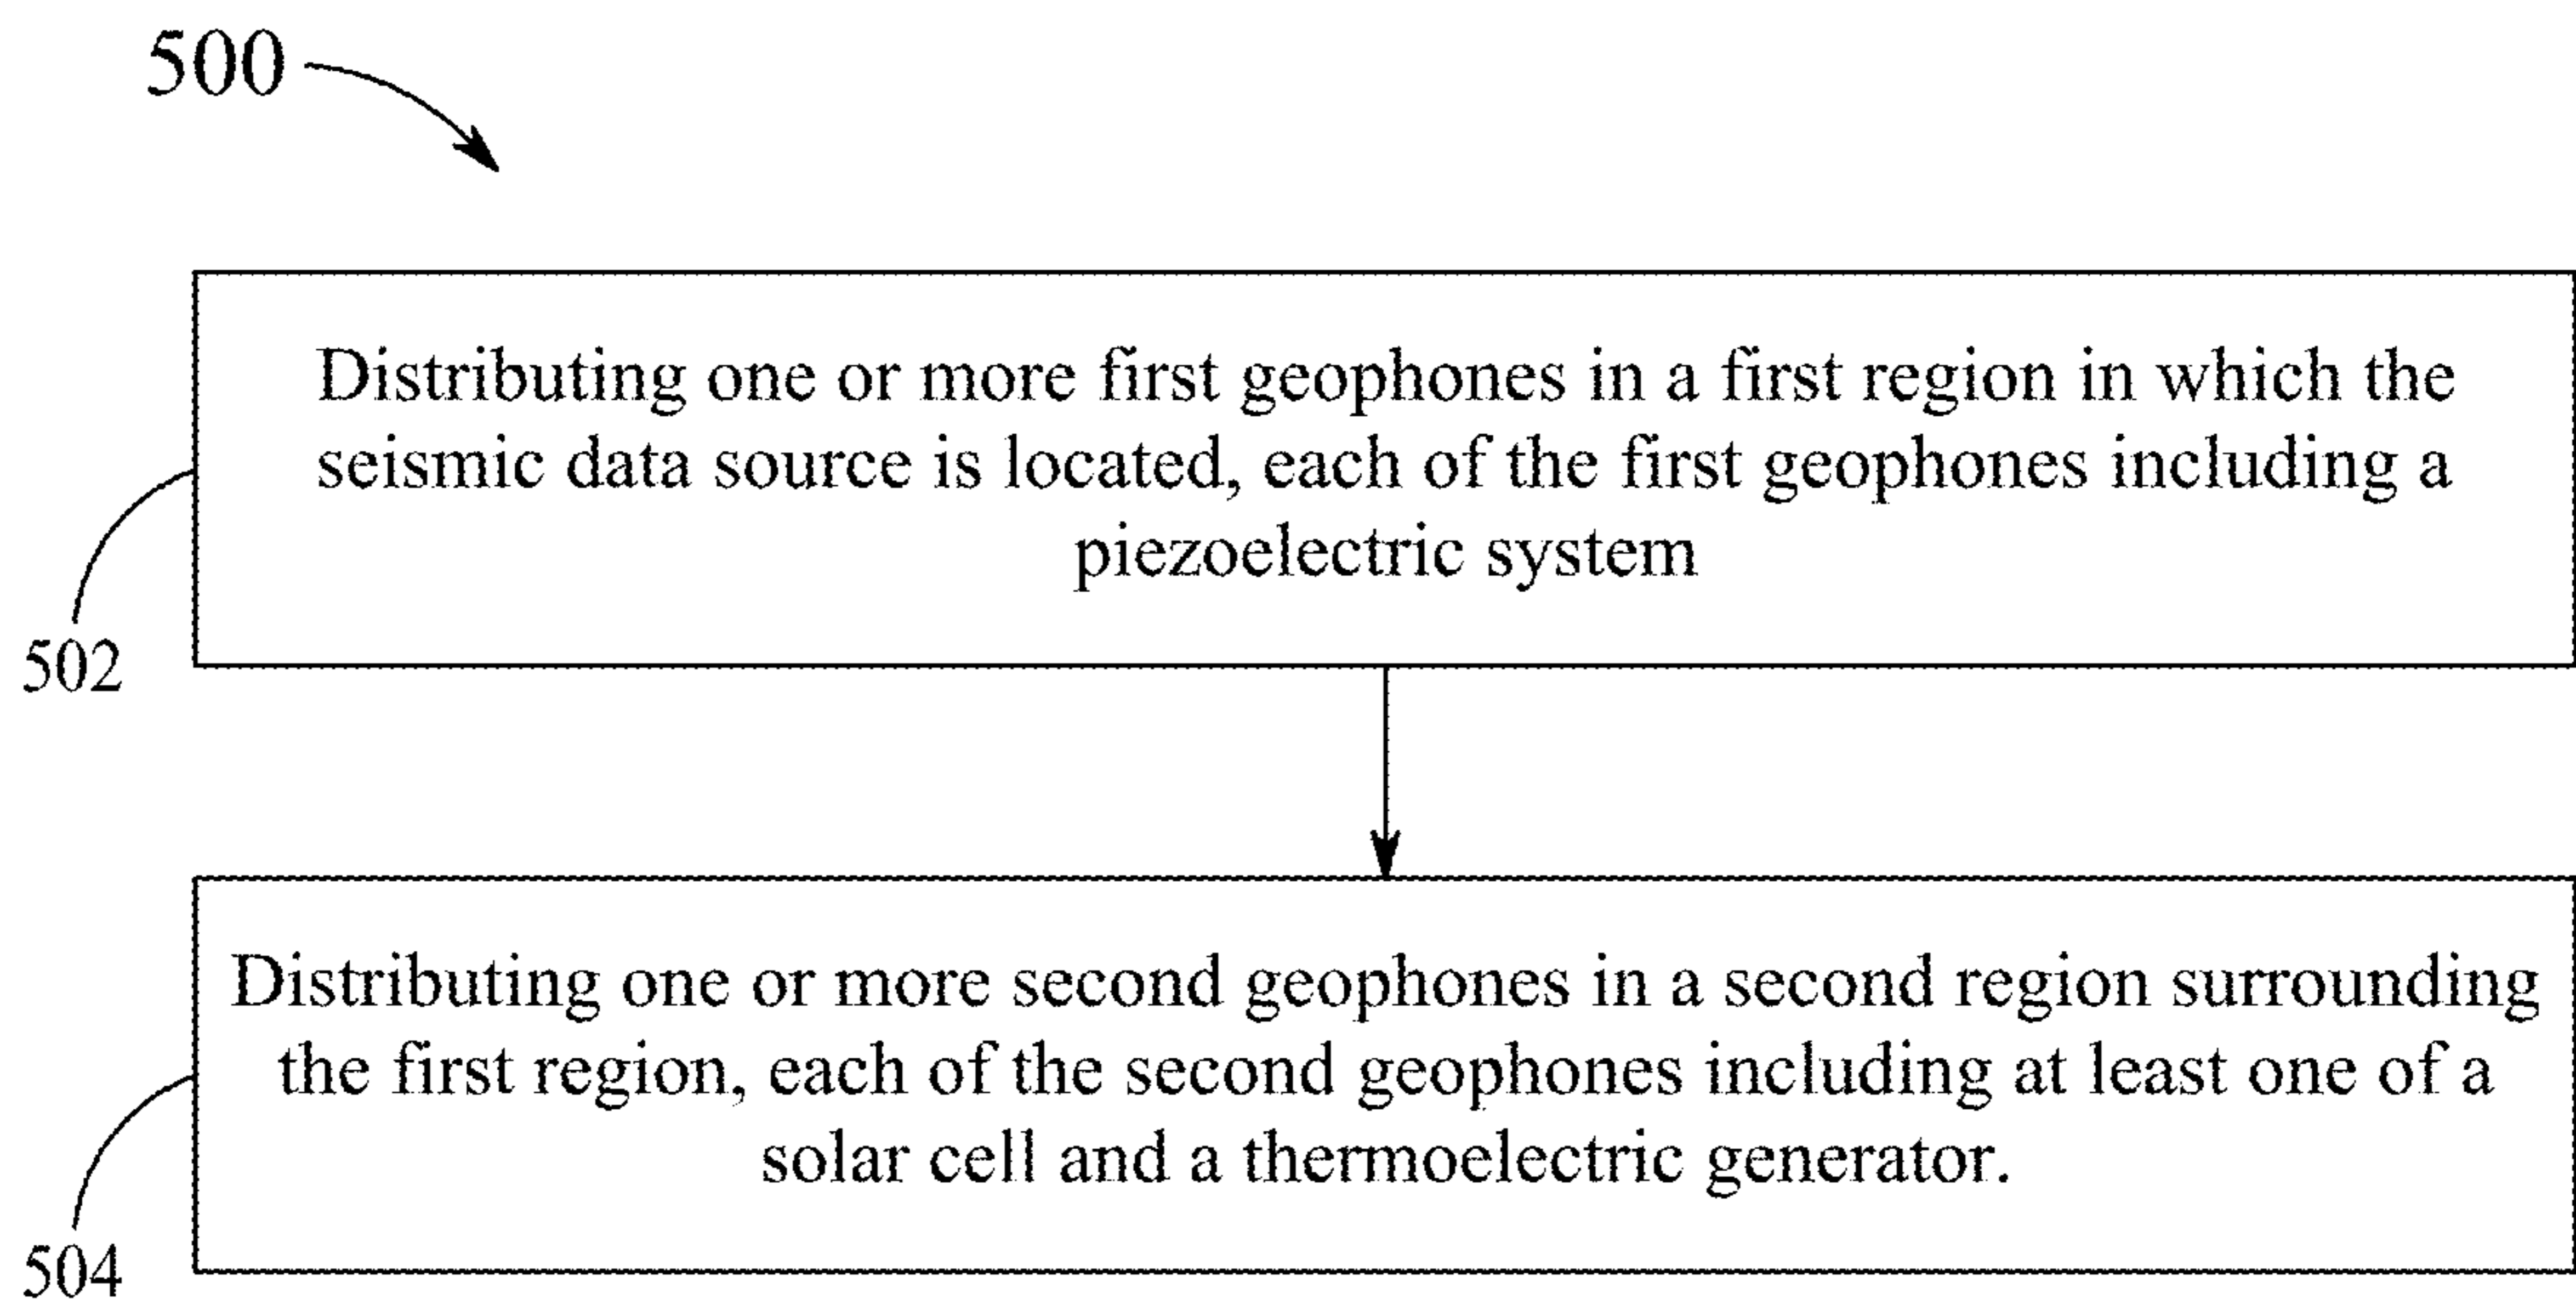 500
Distributing one or more first geophones in a first region in which the
seismic data source is located, each of the first geophones including a
piezoelectric system
502
Distributing one or more second geophones in a second region surrounding
the first region, each of the second geophones including at least one of a
solar cell and a thermoelectric generator.
504